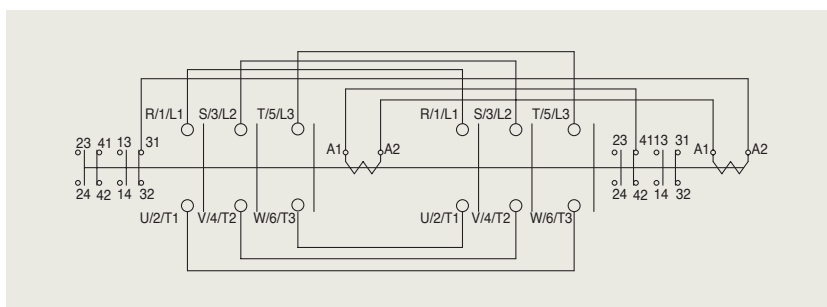 R/1/L1 S/3/L2 T/5/L3 R/1/L1 S/3/L2 T/5/L3
23 41 13 31 A1 A2 23 4113 31 A1 A2
24 42 14 32 24 42 14 32
U/2/T1 V/4/T2 W/6/T3 U/2/T1 V/4/T2 W/6/T3